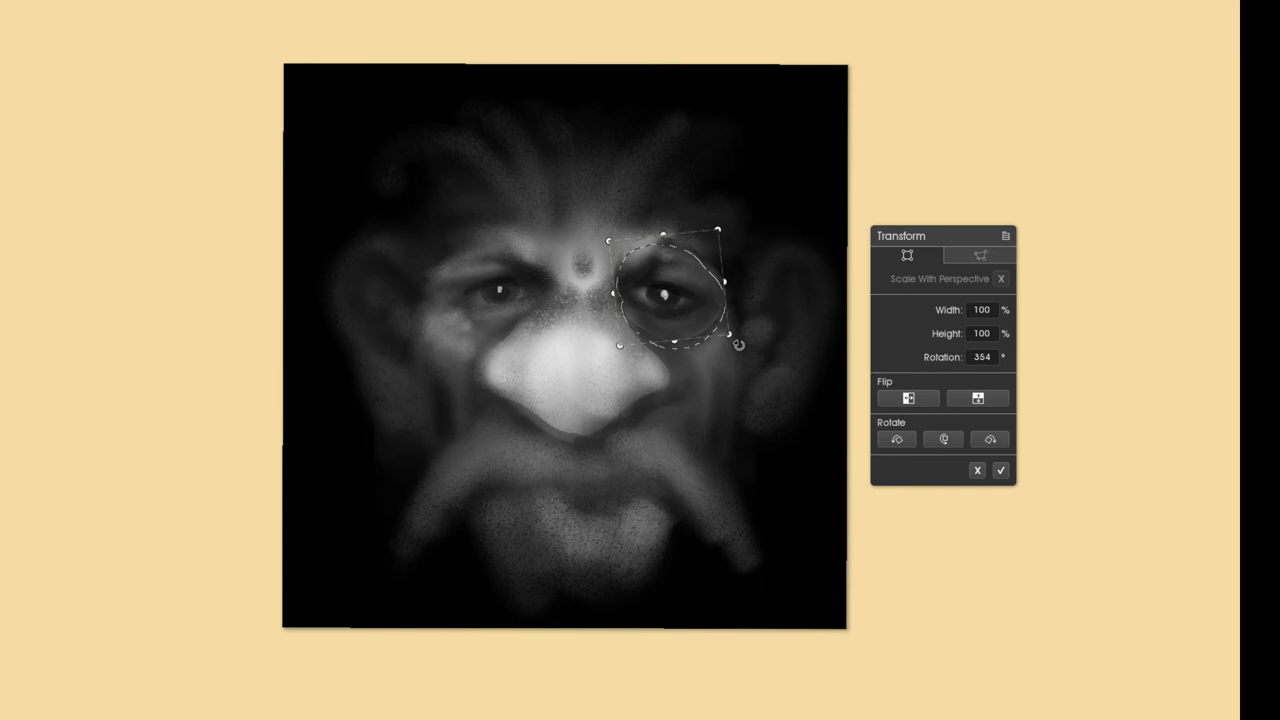 Transform
Scale With Perspective X
Width: 100 %
Height: 100 %
Rotation: 354 °
Flip
Rotate
X